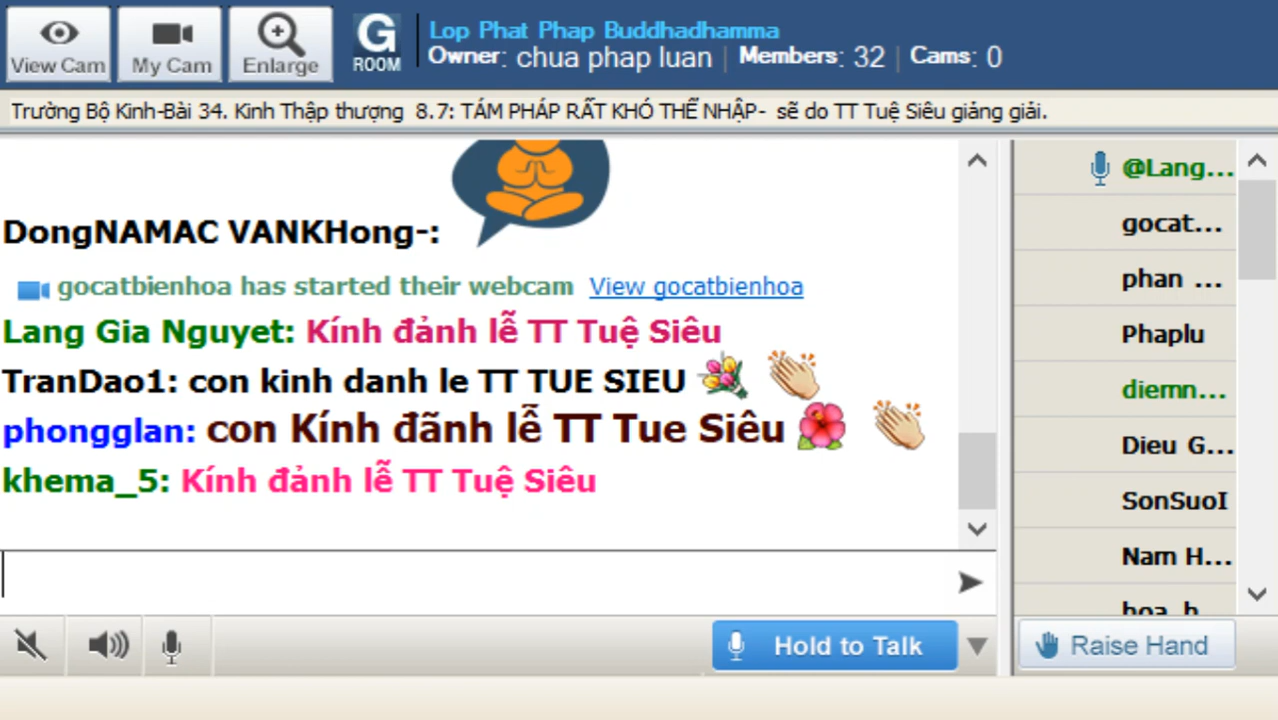 View Cam
My Cam
Enlarge
G
ROOM
Lop Phat Phap Buddhadhamma
Owner: chua phap luan | Members: 32 | Cams: 0
Trường Bộ Kinh-Bài 34. Kinh Thập thượng 8.7: TÁM PHÁP RẤT KHÓ THỂ NHẬP- sẽ do TT Tuệ Siêu giảng giải.
DongNAMAC VANKHong-:
gocatbienhoa has started their webcam View gocatbienhoa
Lang Gia Nguyet: Kính đảnh lễ TT Tuệ Siêu
TranDao1: con kinh danh le TT TUE SIEU
phongglan: con Kính đãnh lễ TT Tue Siêu
khema_5: Kính đảnh lễ TT Tuệ Siêu
@Lang...
gocat...
phan ...
Phaplu
diemn...
Dieu G...
SonSuoI
Nam H...
Hold to Talk
Raise Hand